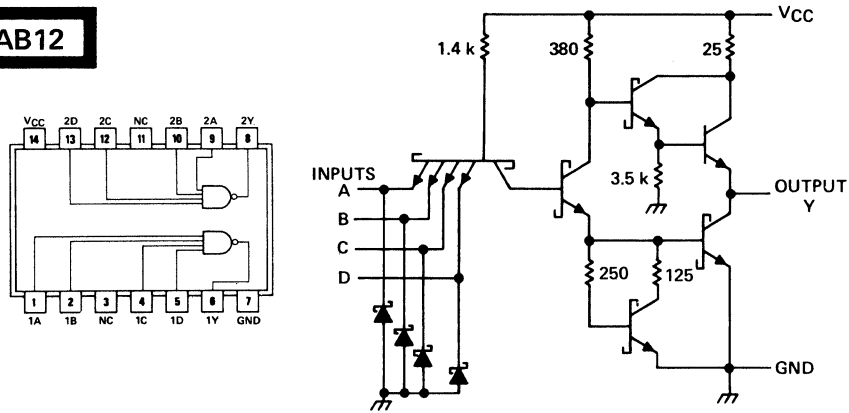 AB12
VCC 2D 2C NC 2B 2A 2Y
14 13 12 11 10 9 8
1 2 3 4 5 6 7
1A 1B NC 1C 1D 1Y GND
VCC
1.4 k
380
25
3.5 k
INPUTS
A
B
C
D
OUTPUT
Y
250
125
GND